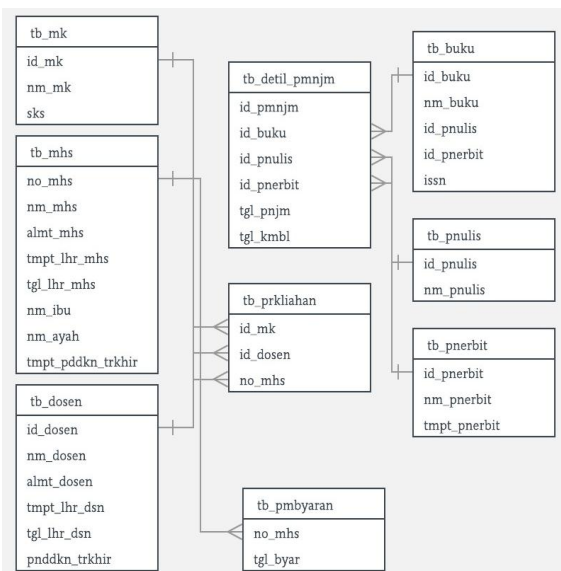 tb_mk
id_mk
nm_mk
sks
tb_mhs
no_mhs
nm_mhs
almt_mhs
tmpt_lhr_mhs
tgl_lhr_mhs
nm_ibu
nm_ayah
tmpt_pddkn_trkhir
tb_dosen
id_dosen
nm_dosen
almt_dosen
tmpt_lhr_dsn
tgl_lhr_dsn
pnddkn_trkhir
tb_detil_pmnjm
id_pmnjm
id_buku
id_pnulis
id_pnerbit
tgl_pnjm
tgl_kmbl
tb_prkliahan
id_mk
id_dosen
no_mhs
tb_pmbyaran
no_mhs
tgl_byar
tb_buku
id_buku
nm_buku
id_pnulis
id_pnerbit
issn
tb_pnulis
id_pnulis
nm_pnulis
tb_pnerbit
id_pnerbit
nm_pnerbit
tmpt_pnerbit